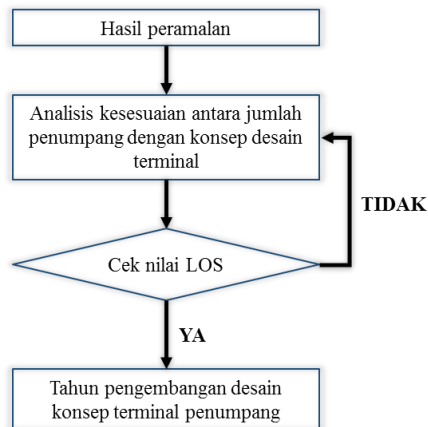 Hasil peramalan
Analisis kesesuaian antara jumlah
penumpang dengan konsep desain
terminal
TIDAK
Cek nilai LOS
YA
Tahun pengembangan desain
konsep terminal penumpang